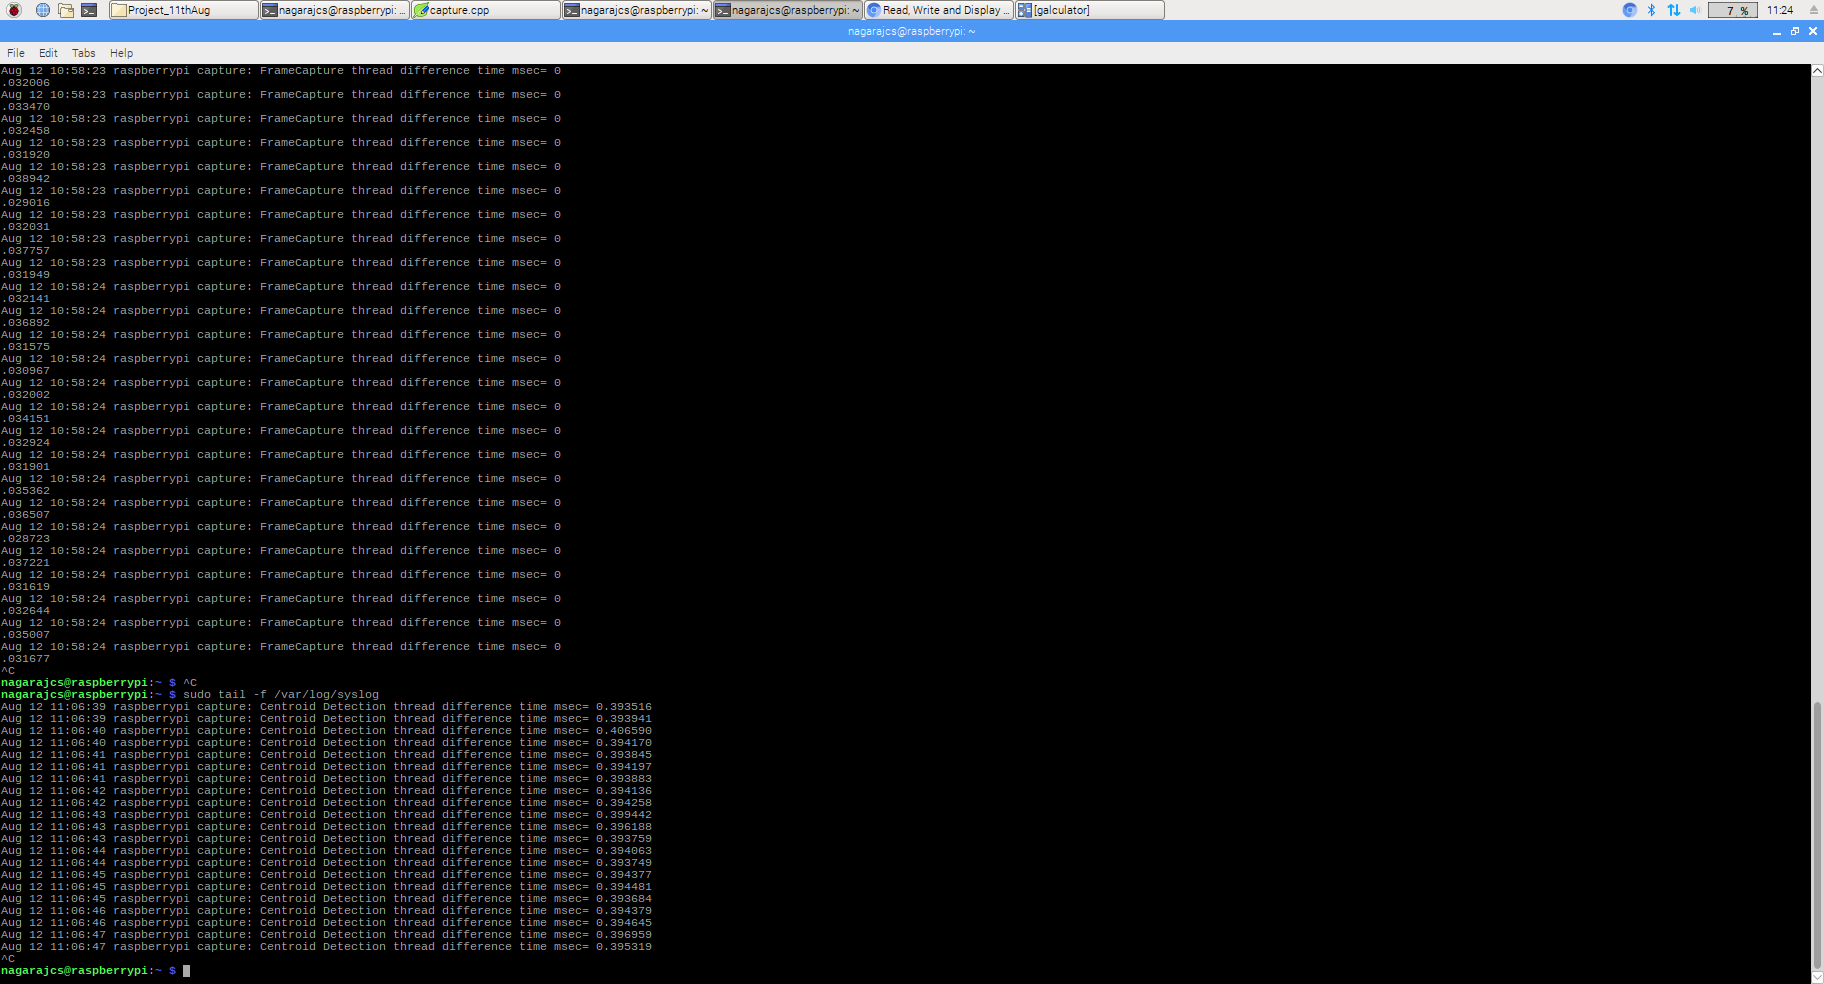 Project_11thAug
nagarajcs@raspberrypi: ...
capture.cpp
nagarajcs@raspberrypi: ~
nagarajcs@raspberrypi: ~
Read, Write and Display ...
[galculator]
7 %
11:24
nagarajcs@raspberrypi: ~
File Edit Tabs Help
Aug 12 10:58:23 raspberrypi capture: FrameCapture thread difference time msec= 0
.032006
Aug 12 10:58:23 raspberrypi capture: FrameCapture thread difference time msec= 0
.033470
Aug 12 10:58:23 raspberrypi capture: FrameCapture thread difference time msec= 0
.032458
Aug 12 10:58:23 raspberrypi capture: FrameCapture thread difference time msec= 0
.031920
Aug 12 10:58:23 raspberrypi capture: FrameCapture thread difference time msec= 0
.038942
Aug 12 10:58:23 raspberrypi capture: FrameCapture thread difference time msec= 0
.029016
Aug 12 10:58:23 raspberrypi capture: FrameCapture thread difference time msec= 0
.032031
Aug 12 10:58:23 raspberrypi capture: FrameCapture thread difference time msec= 0
.037757
Aug 12 10:58:23 raspberrypi capture: FrameCapture thread difference time msec= 0
.031949
Aug 12 10:58:24 raspberrypi capture: FrameCapture thread difference time msec= 0
.032141
Aug 12 10:58:24 raspberrypi capture: FrameCapture thread difference time msec= 0
.036892
Aug 12 10:58:24 raspberrypi capture: FrameCapture thread difference time msec= 0
.031575
Aug 12 10:58:24 raspberrypi capture: FrameCapture thread difference time msec= 0
.030967
Aug 12 10:58:24 raspberrypi capture: FrameCapture thread difference time msec= 0
.032002
Aug 12 10:58:24 raspberrypi capture: FrameCapture thread difference time msec= 0
.034151
Aug 12 10:58:24 raspberrypi capture: FrameCapture thread difference time msec= 0
.032924
Aug 12 10:58:24 raspberrypi capture: FrameCapture thread difference time msec= 0
.031901
Aug 12 10:58:24 raspberrypi capture: FrameCapture thread difference time msec= 0
.035362
Aug 12 10:58:24 raspberrypi capture: FrameCapture thread difference time msec= 0
.036507
Aug 12 10:58:24 raspberrypi capture: FrameCapture thread difference time msec= 0
.028723
Aug 12 10:58:24 raspberrypi capture: FrameCapture thread difference time msec= 0
.037221
Aug 12 10:58:24 raspberrypi capture: FrameCapture thread difference time msec= 0
.031619
Aug 12 10:58:24 raspberrypi capture: FrameCapture thread difference time msec= 0
.032644
Aug 12 10:58:24 raspberrypi capture: FrameCapture thread difference time msec= 0
.035007
Aug 12 10:58:24 raspberrypi capture: FrameCapture thread difference time msec= 0
.031677
^C
nagarajcs@raspberrypi:~ $ ^C
nagarajcs@raspberrypi:~ $ sudo tail -f /var/log/syslog
Aug 12 11:06:39 raspberrypi capture: Centroid Detection thread difference time msec= 0.393516
Aug 12 11:06:39 raspberrypi capture: Centroid Detection thread difference time msec= 0.393941
Aug 12 11:06:40 raspberrypi capture: Centroid Detection thread difference time msec= 0.406590
Aug 12 11:06:40 raspberrypi capture: Centroid Detection thread difference time msec= 0.394170
Aug 12 11:06:41 raspberrypi capture: Centroid Detection thread difference time msec= 0.393845
Aug 12 11:06:41 raspberrypi capture: Centroid Detection thread difference time msec= 0.394197
Aug 12 11:06:41 raspberrypi capture: Centroid Detection thread difference time msec= 0.393883
Aug 12 11:06:42 raspberrypi capture: Centroid Detection thread difference time msec= 0.394136
Aug 12 11:06:42 raspberrypi capture: Centroid Detection thread difference time msec= 0.394258
Aug 12 11:06:43 raspberrypi capture: Centroid Detection thread difference time msec= 0.399442
Aug 12 11:06:43 raspberrypi capture: Centroid Detection thread difference time msec= 0.396188
Aug 12 11:06:43 raspberrypi capture: Centroid Detection thread difference time msec= 0.393759
Aug 12 11:06:44 raspberrypi capture: Centroid Detection thread difference time msec= 0.394063
Aug 12 11:06:44 raspberrypi capture: Centroid Detection thread difference time msec= 0.393749
Aug 12 11:06:45 raspberrypi capture: Centroid Detection thread difference time msec= 0.394377
Aug 12 11:06:45 raspberrypi capture: Centroid Detection thread difference time msec= 0.394481
Aug 12 11:06:45 raspberrypi capture: Centroid Detection thread difference time msec= 0.393684
Aug 12 11:06:46 raspberrypi capture: Centroid Detection thread difference time msec= 0.394379
Aug 12 11:06:46 raspberrypi capture: Centroid Detection thread difference time msec= 0.394645
Aug 12 11:06:47 raspberrypi capture: Centroid Detection thread difference time msec= 0.396959
Aug 12 11:06:47 raspberrypi capture: Centroid Detection thread difference time msec= 0.395319
^C
nagarajcs@raspberrypi:~ $